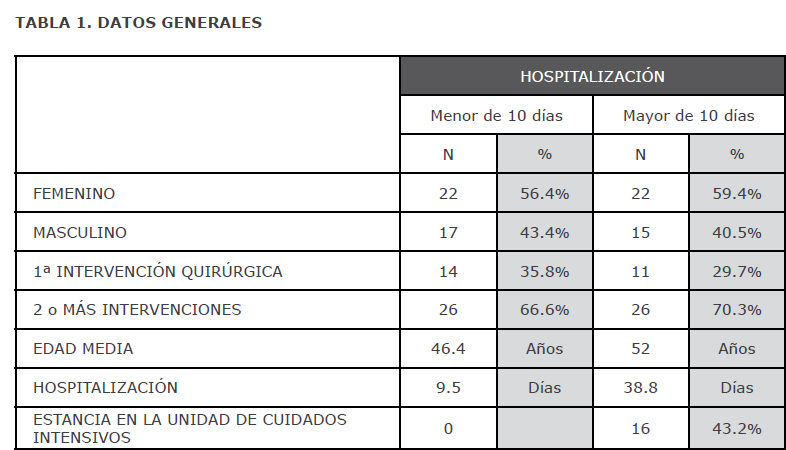 TABLA 1. DATOS GENERALES
HOSPITALIZACIÓN
Menor de 10 días Mayor de 10 días
N % N %
FEMENINO 22 56.4% 22 59.4%
MASCULINO 17 43.4% 15 40.5%
1ª INTERVENCIÓN QUIRÚRGICA 14 35.8% 11 29.7%
2 o MÁS INTERVENCIONES 26 66.6% 26 70.3%
EDAD MEDIA 46.4 Años 52 Años
HOSPITALIZACIÓN 9.5 Días 38.8 Días
ESTANCIA EN LA UNIDAD DE CUIDADOS
INTENSIVOS 0 16 43.2%